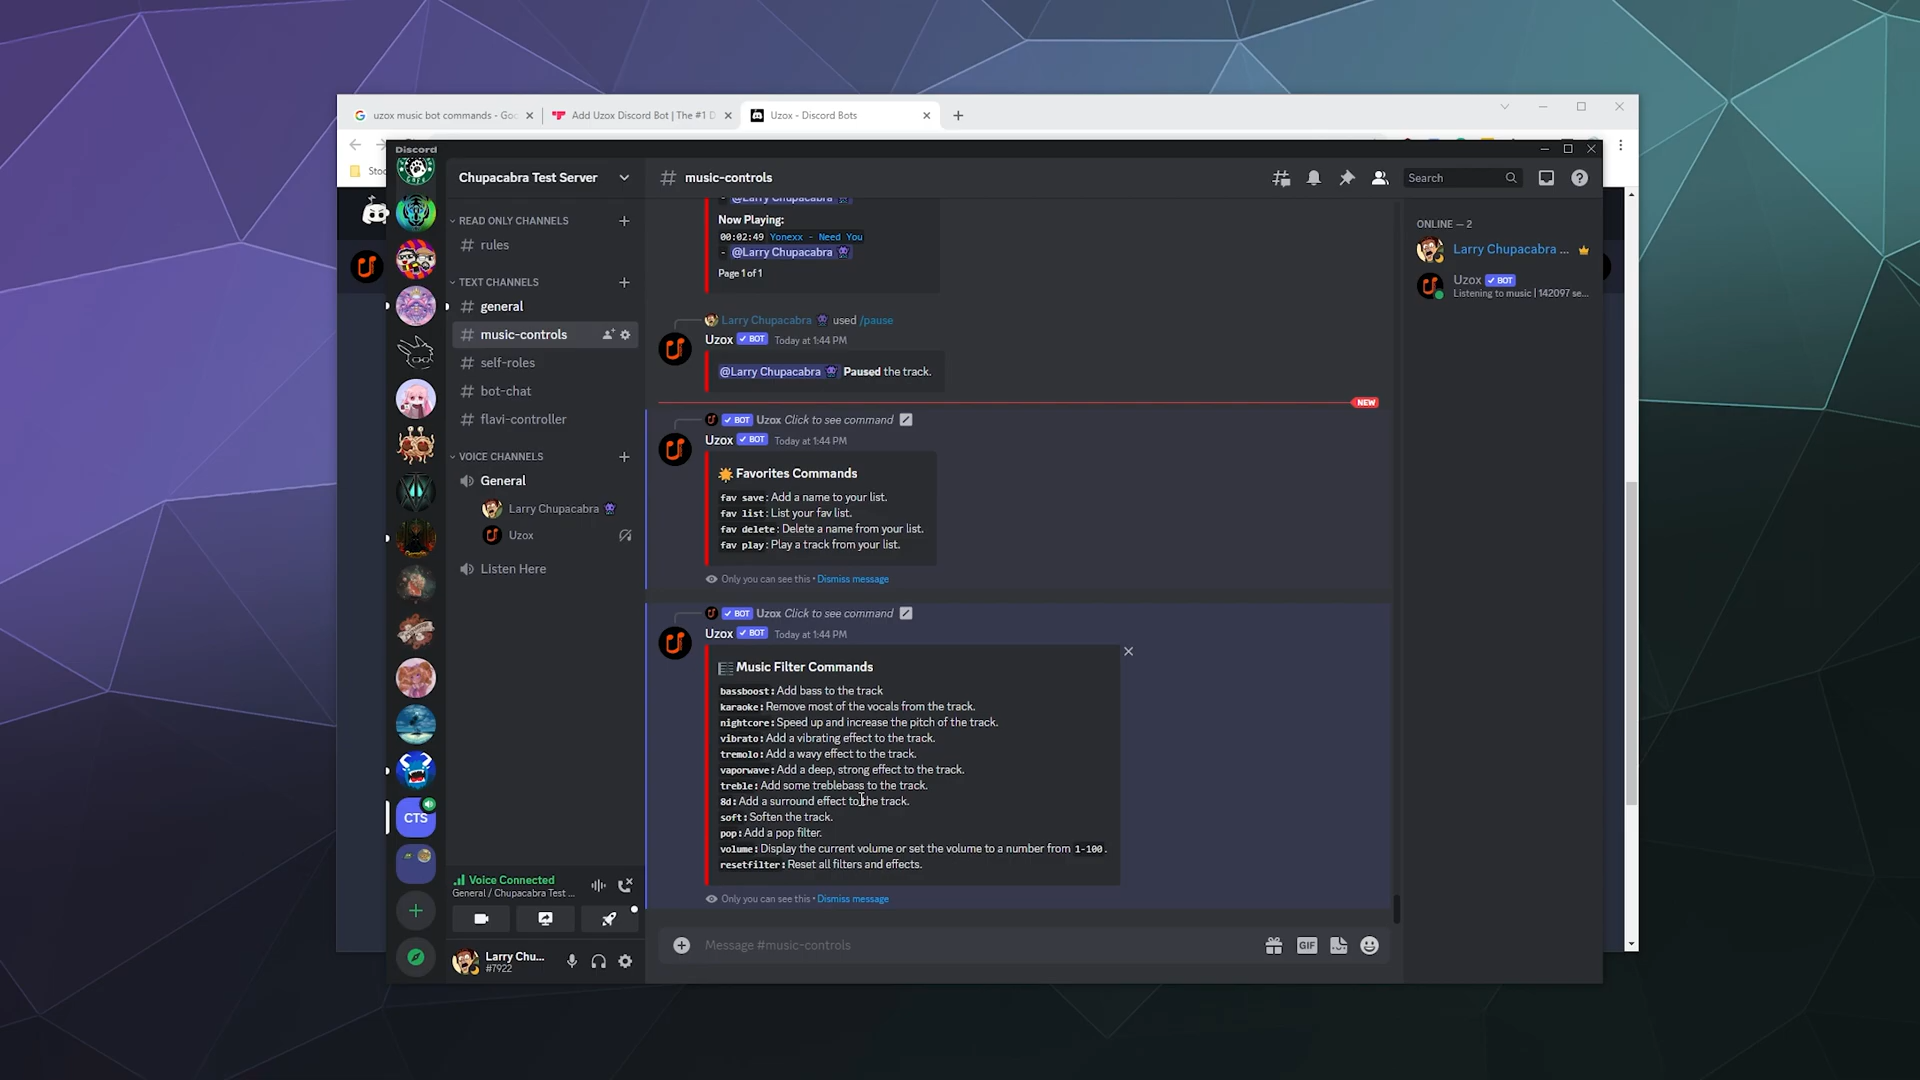 uzox music bot commands - Goo
Add Uzox Discord Bot | The #1 D
Uzox - Discord Bots
Stoc
Discord
Chupacabra Test Server
READ ONLY CHANNELS
rules
TEXT CHANNELS
general
music-controls
self-roles
bot-chat
flavi-controller
VOICE CHANNELS
General
Larry Chupacabra
Uzox
Listen Here
CTS
Voice Connected
General / Chupacabra Test ...
Larry Chu...
#7922
# music-controls
Search
- @Larry Chupacabra
Now Playing:
00:02:49 Yonexx - Need You
- @Larry Chupacabra
Page 1 of 1
Larry Chupacabra used /pause
Uzox BOT Today at 1:44 PM
@Larry Chupacabra Paused the track.
NEW
BOT Uzox Click to see command
Uzox BOT Today at 1:44 PM
Favorites Commands
fav save: Add a name to your list.
fav list: List your fav list.
fav delete: Delete a name from your list.
fav play: Play a track from your list.
Only you can see this • Dismiss message
BOT Uzox Click to see command
Uzox BOT Today at 1:44 PM
Music Filter Commands
bassboost: Add bass to the track
karaoke: Remove most of the vocals from the track.
nightcore: Speed up and increase the pitch of the track.
vibrato: Add a vibrating effect to the track.
tremolo: Add a wavy effect to the track.
vaporwave: Add a deep, strong effect to the track.
treble: Add some treblebass to the track.
8d: Add a surround effect to the track.
soft: Soften the track.
pop: Add a pop filter.
volume: Display the current volume or set the volume to a number from 1-100.
resetfilter: Reset all filters and effects.
Only you can see this • Dismiss message
Message #music-controls
GIF
ONLINE — 2
Larry Chupacabra ...
Uzox BOT
Listening to music | 142097 se...